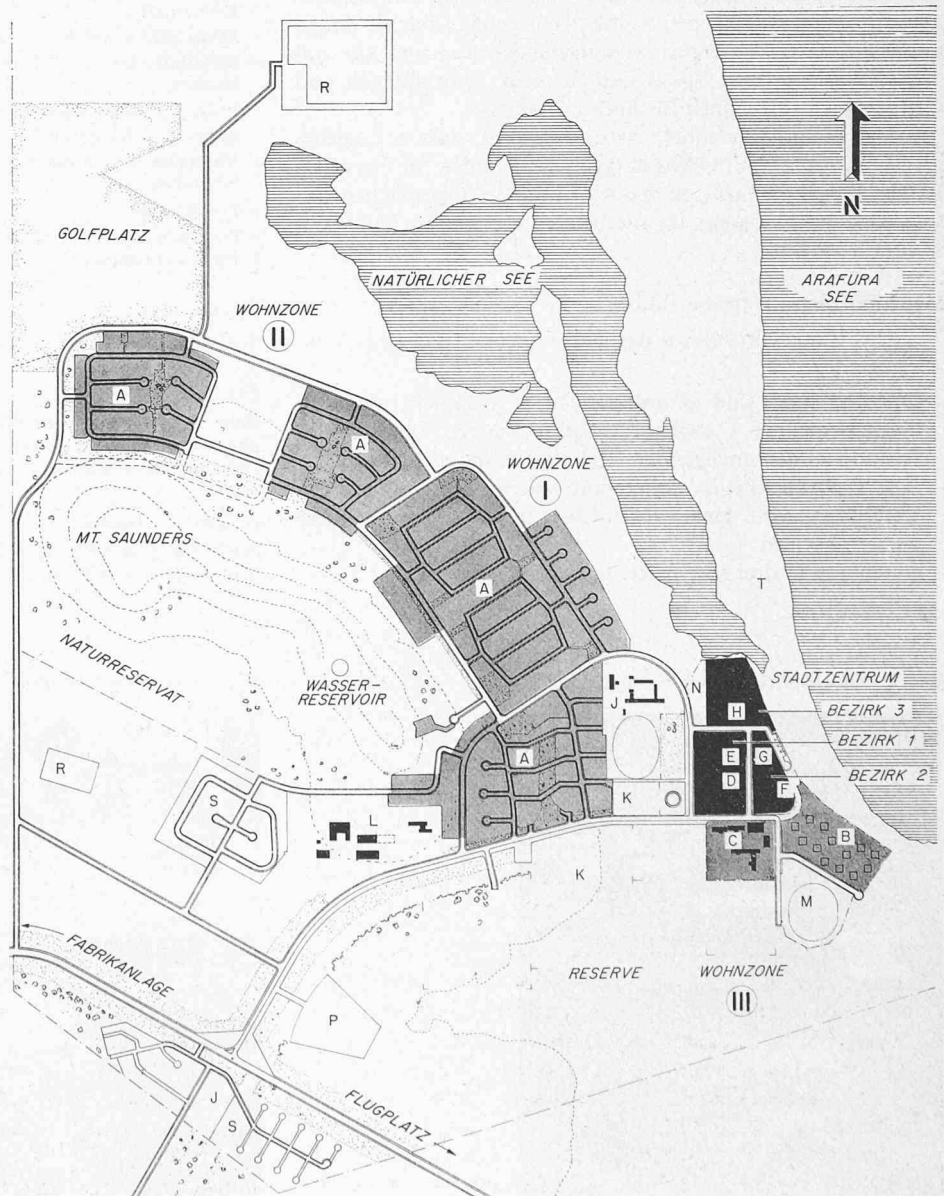 R
N
GOLFPLATZ
NATÜRLICHER SEE
ARAFURA
SEE
WOHNZONE
II
A
A
WOHNZONE
I
MT. SAUNDERS
A
T
NATURRESERVAT
WASSER-
RESERVOIR
J
N
STADTZENTRUM
H
BEZIRK 3
E
G
BEZIRK 1
D
F
BEZIRK 2
R
S
L
A
K
C
B
K
M
FABRIKANLAGE
RESERVE
WOHNZONE
III
P
J
S
FLUGPLATZ